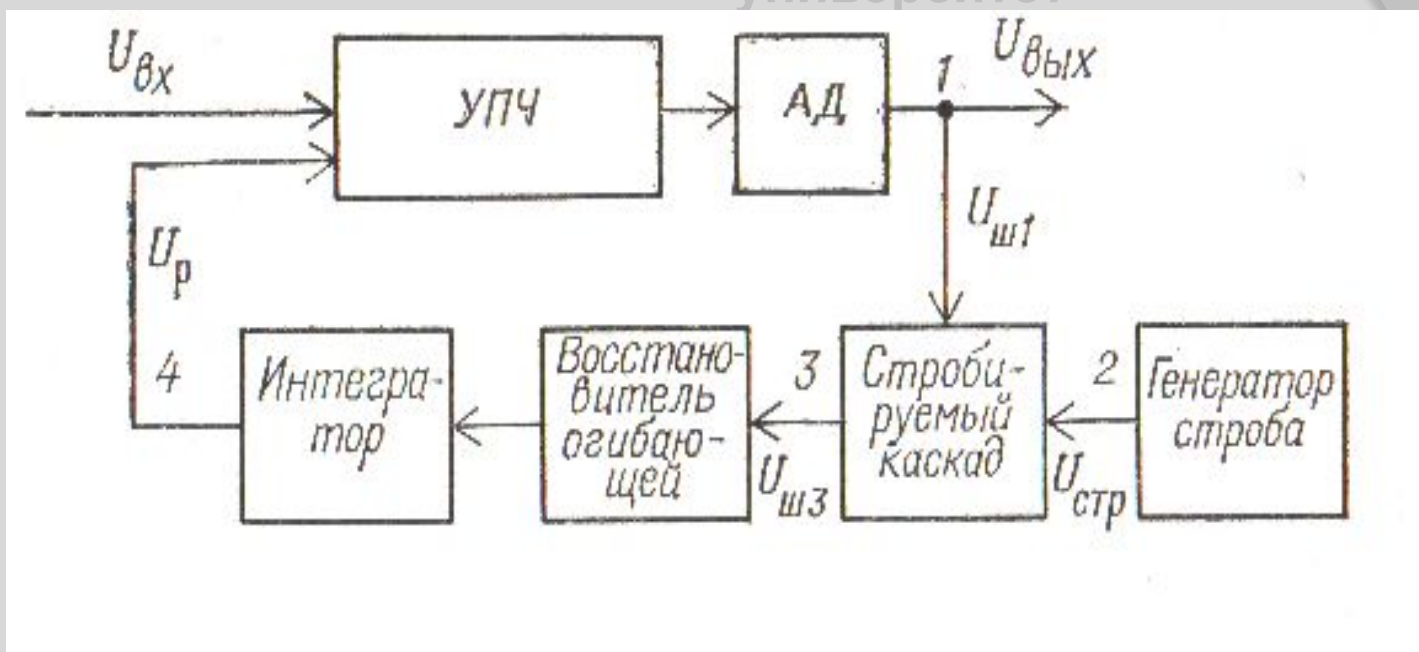 университет
Uвх
УПЧ
АД
1
Uвых
Uш1
Uр
4
Интегра-
тор
Восстано-
витель
огибаю-
щей
3
Uш3
Строби-
руемый
каскад
2
Uстр
Генератор
строба